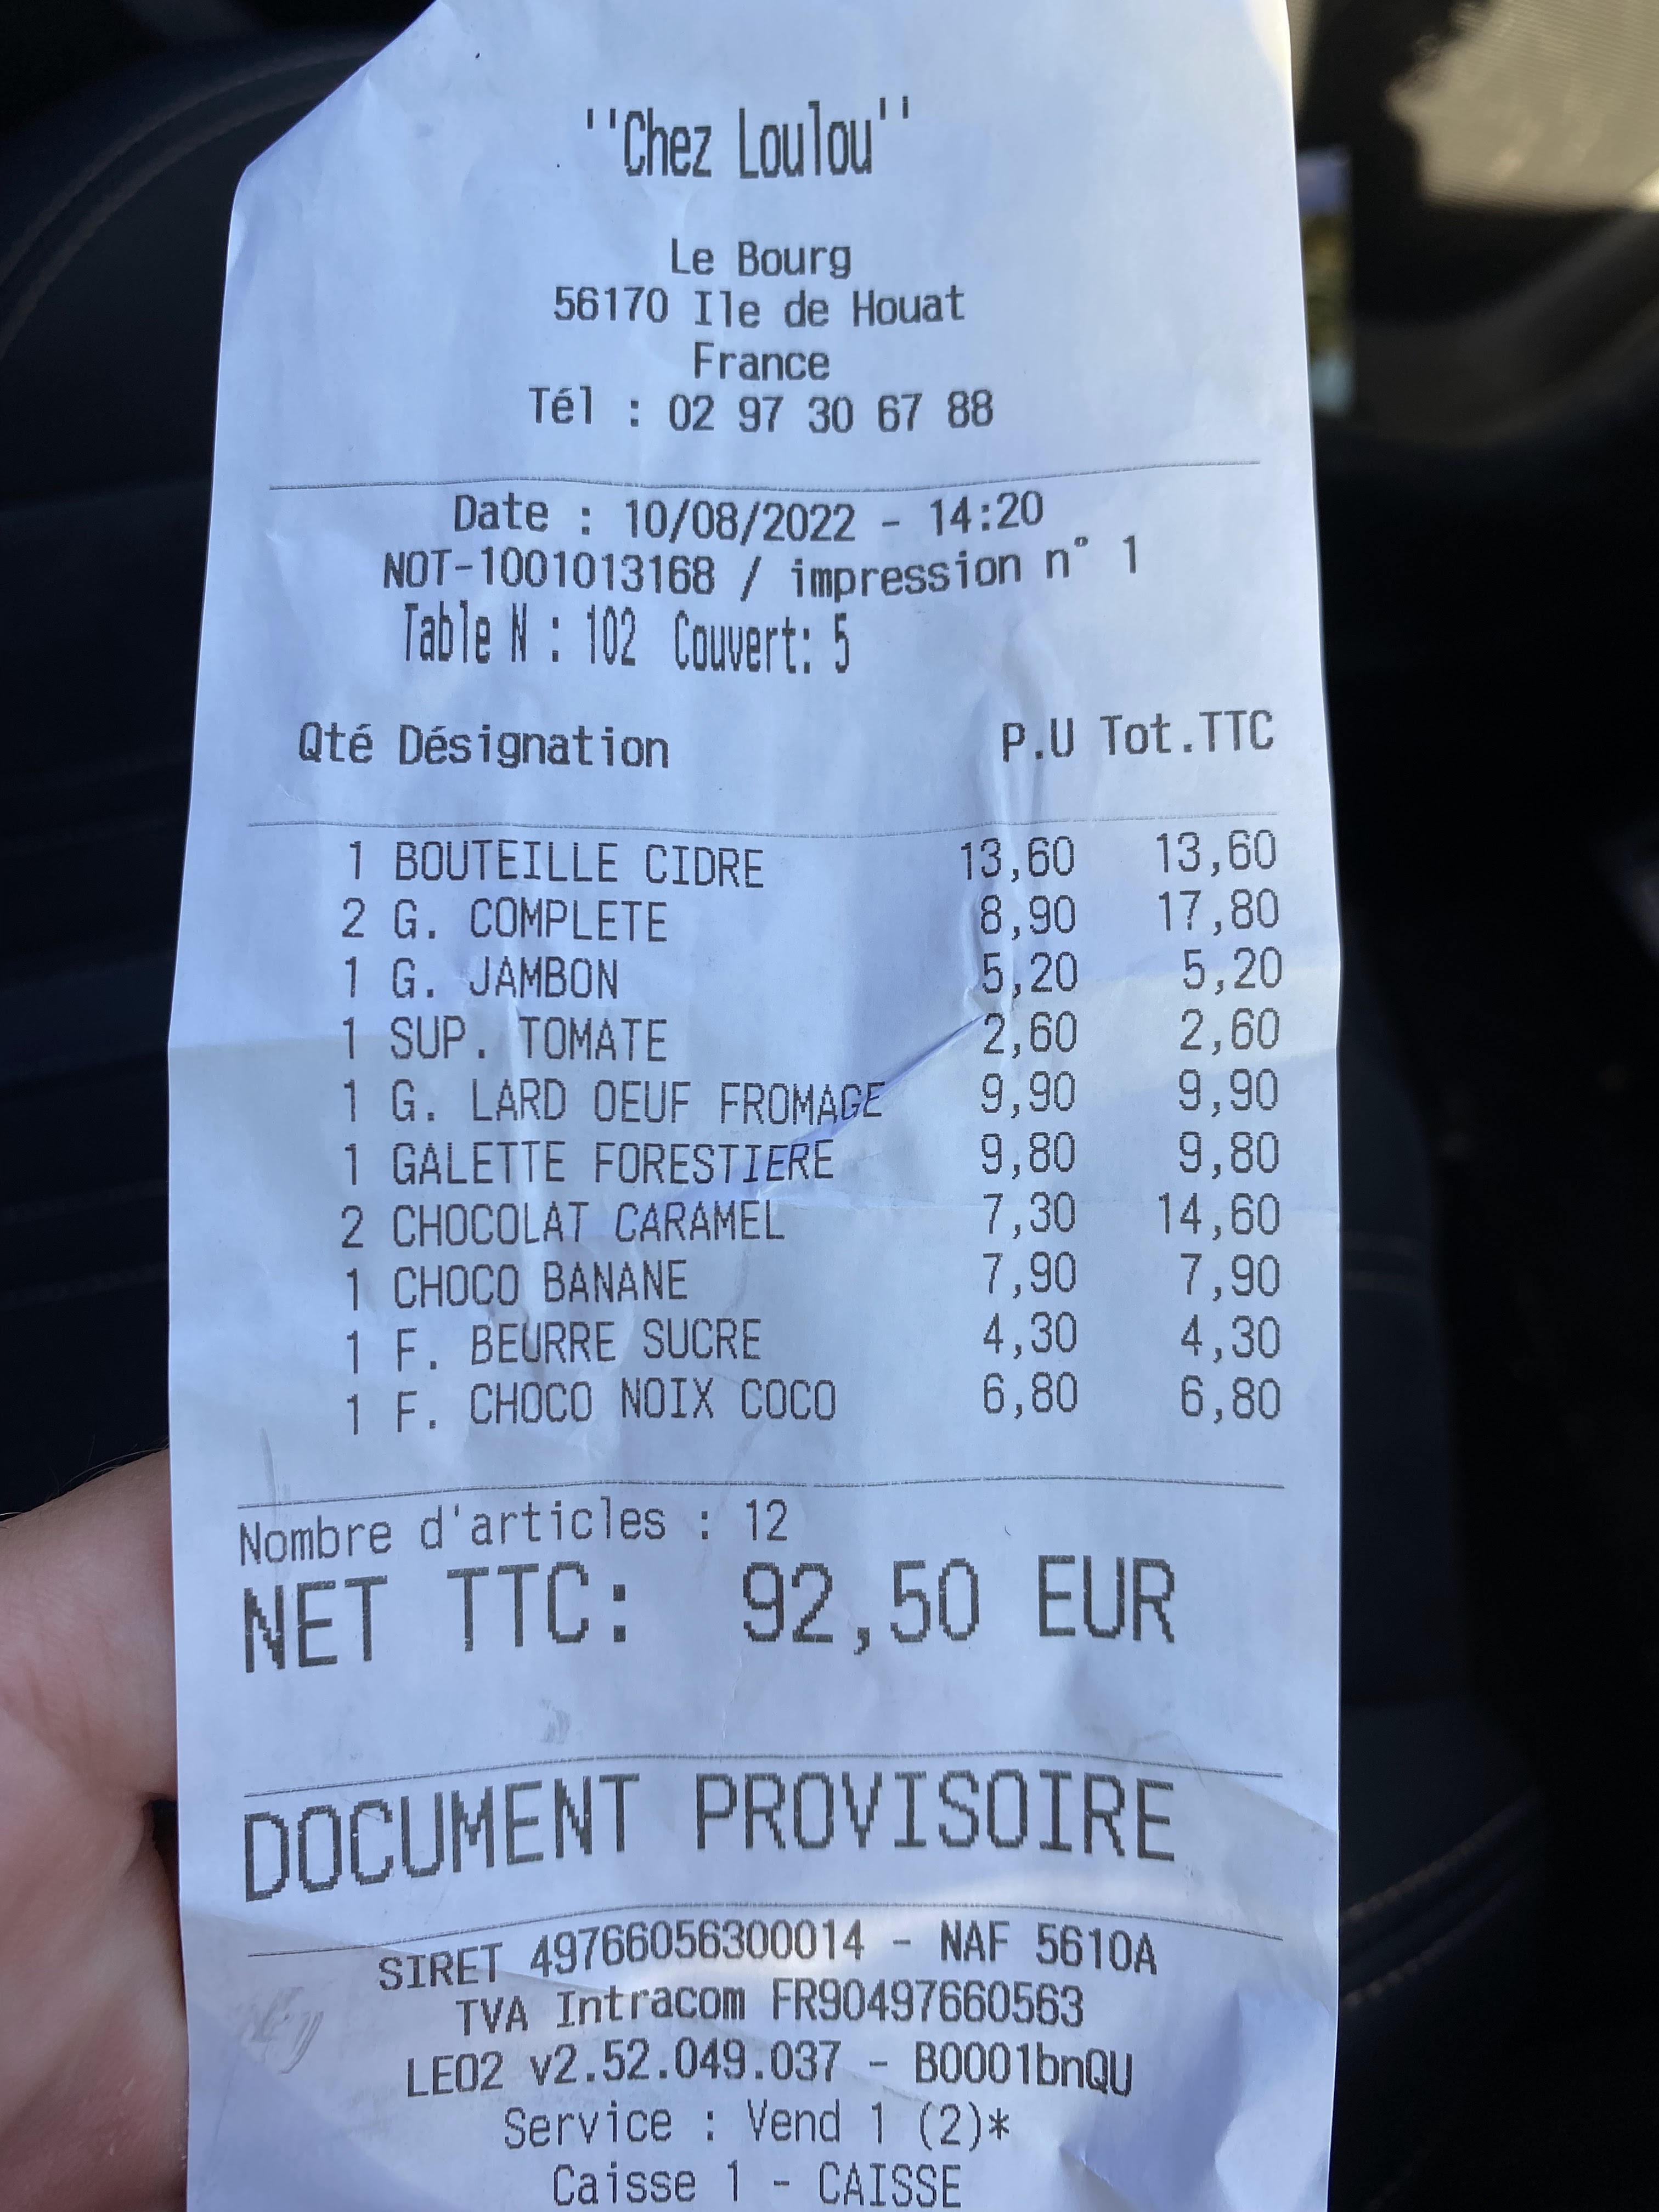 ''Chez Loulou''
Le Bourg
56170 Ile de Houat
France
Tél : 02 97 30 67 88
Date : 10/08/2022 - 14:20
NOT-1001013168 / impression n° 1
Table N : 102 Couvert: 5
Qté Désignation P.U Tot.TTC
1 BOUTEILLE CIDRE 13,60 13,60
2 G. COMPLETE 8,90 17,80
1 G. JAMBON 5,20 5,20
1 SUP. TOMATE 2,60 2,60
1 G. LARD OEUF FROMAGE 9,90 9,90
1 GALETTE FORESTIERE 9,80 9,80
2 CHOCOLAT CARAMEL 7,30 14,60
1 CHOCO BANANE 7,90 7,90
1 F. BEURRE SUCRE 4,30 4,30
1 F. CHOCO NOIX COCO 6,80 6,80
Nombre d'articles : 12
NET TTC: 92,50 EUR
DOCUMENT PROVISOIRE
SIRET 49766056300014 - NAF 5610A
TVA Intracom FR90497660563
LEO2 v2.52.049.037 - B0001bnQU
Service : Vend 1 (2)*
Caisse 1 - CAISSE